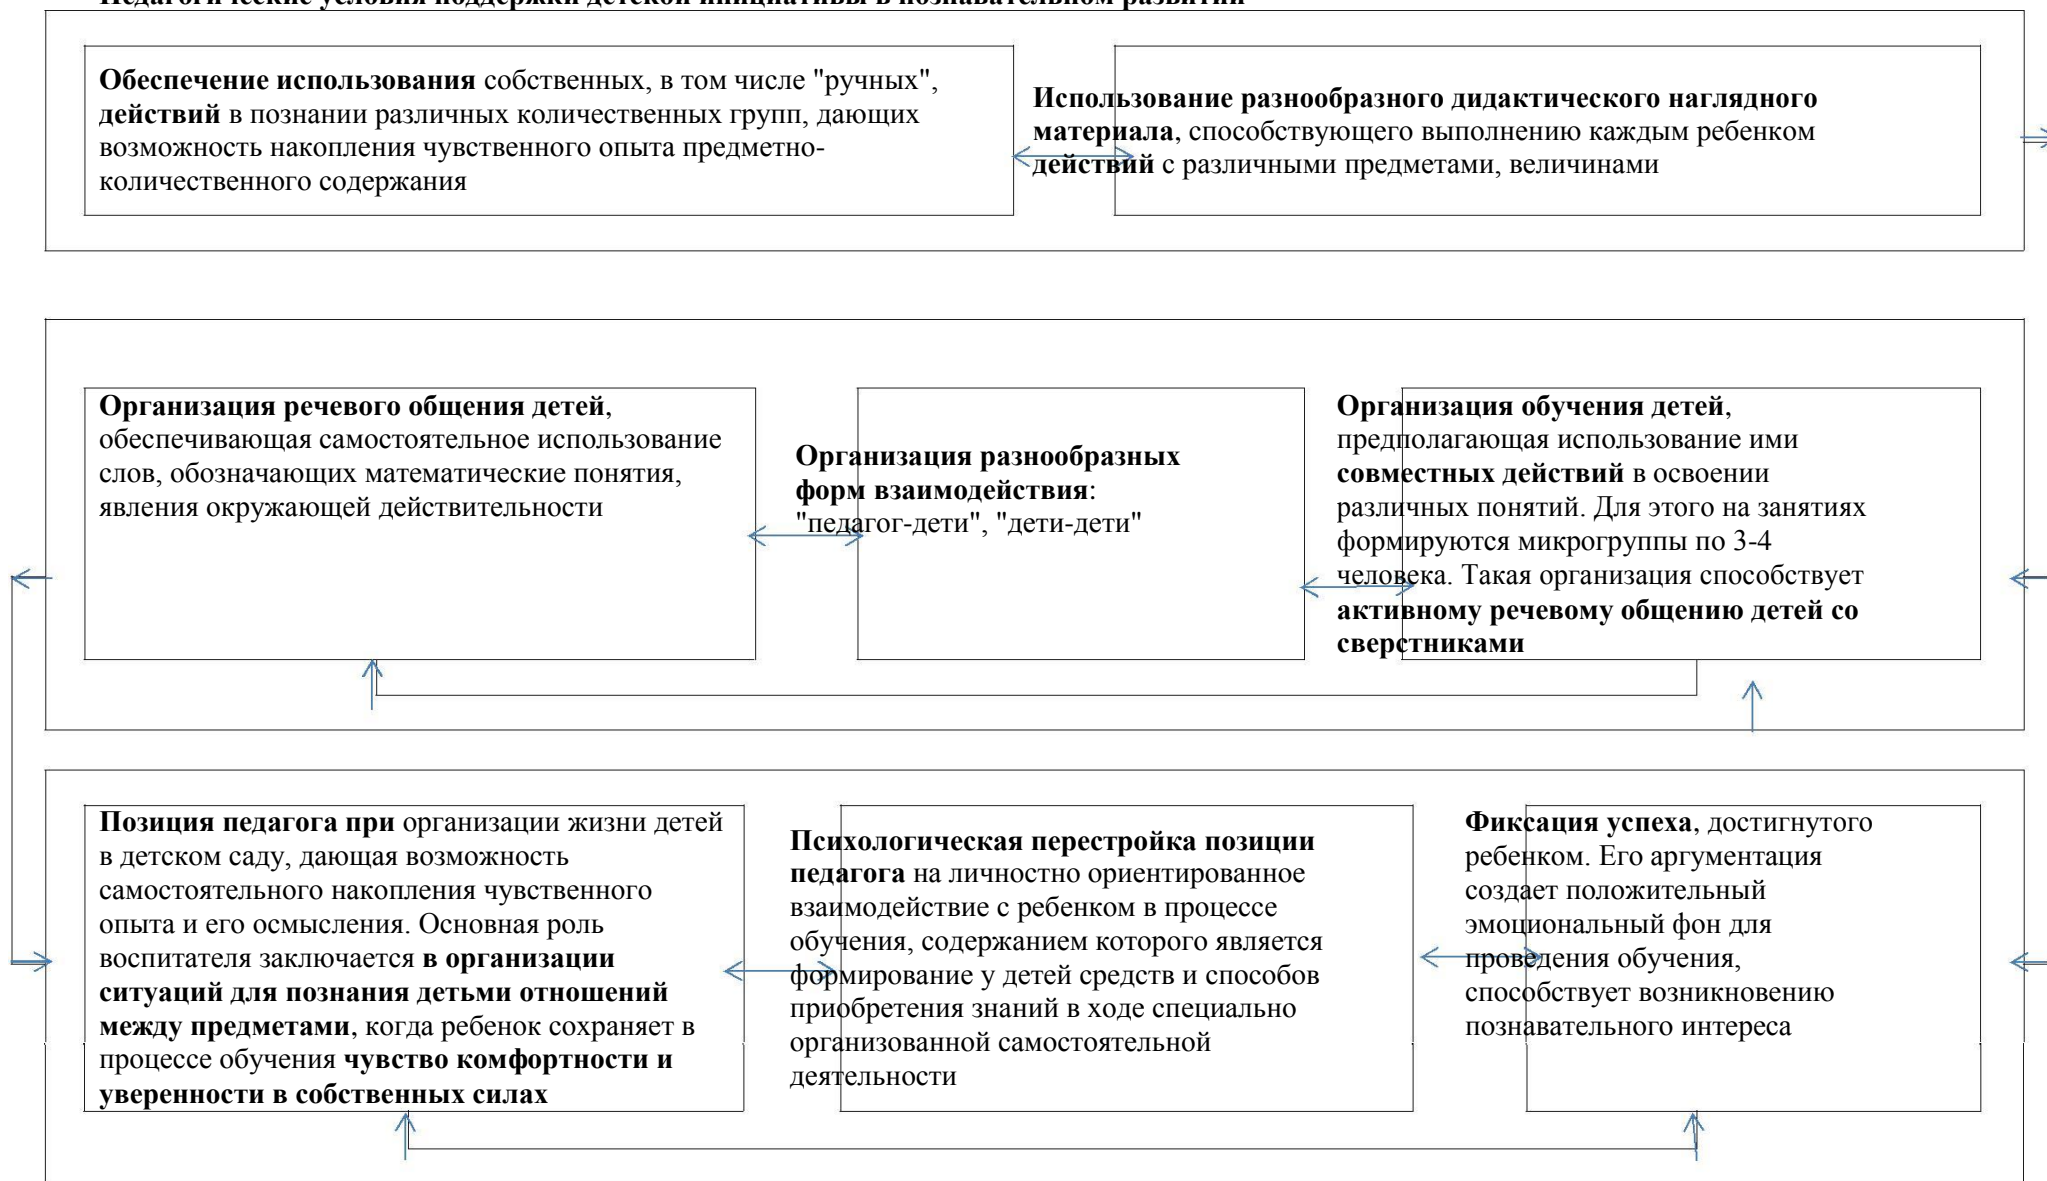 Педагогические условия поддержки детской инициативы в познавательном развитии
Обеспечение использования собственных, в том числе "ручных",
действий в познании различных количественных групп, дающих
возможность накопления чувственного опыта предметно-
количественного содержания
Использование разнообразного дидактического наглядного
материала, способствующего выполнению каждым ребенком
действий с различными предметами, величинами
Организация речевого общения детей,
обеспечивающая самостоятельное использование
слов, обозначающих математические понятия,
явления окружающей действительности
Организация разнообразных
форм взаимодействия:
"педагог-дети", "дети-дети"
Организация обучения детей,
предполагающая использование ими
совместных действий в освоении
различных понятий. Для этого на занятиях
формируются микрогруппы по 3-4
человека. Такая организация способствует
активному речевому общению детей со
сверстниками
Позиция педагога при организации жизни детей
в детском саду, дающая возможность
самостоятельного накопления чувственного
опыта и его осмысления. Основная роль
воспитателя заключается в организации
ситуаций для познания детьми отношений
между предметами, когда ребенок сохраняет в
процессе обучения чувство комфортности и
уверенности в собственных силах
Психологическая перестройка позиции
педагога на личностно ориентированное
взаимодействие с ребенком в процессе
обучения, содержанием которого является
формирование у детей средств и способов
приобретения знаний в ходе специально
организованной самостоятельной
деятельности
Фиксация успеха, достигнутого
ребенком. Его аргументация
создает положительный
эмоциональный фон для
проведения обучения,
способствует возникновению
познавательного интереса